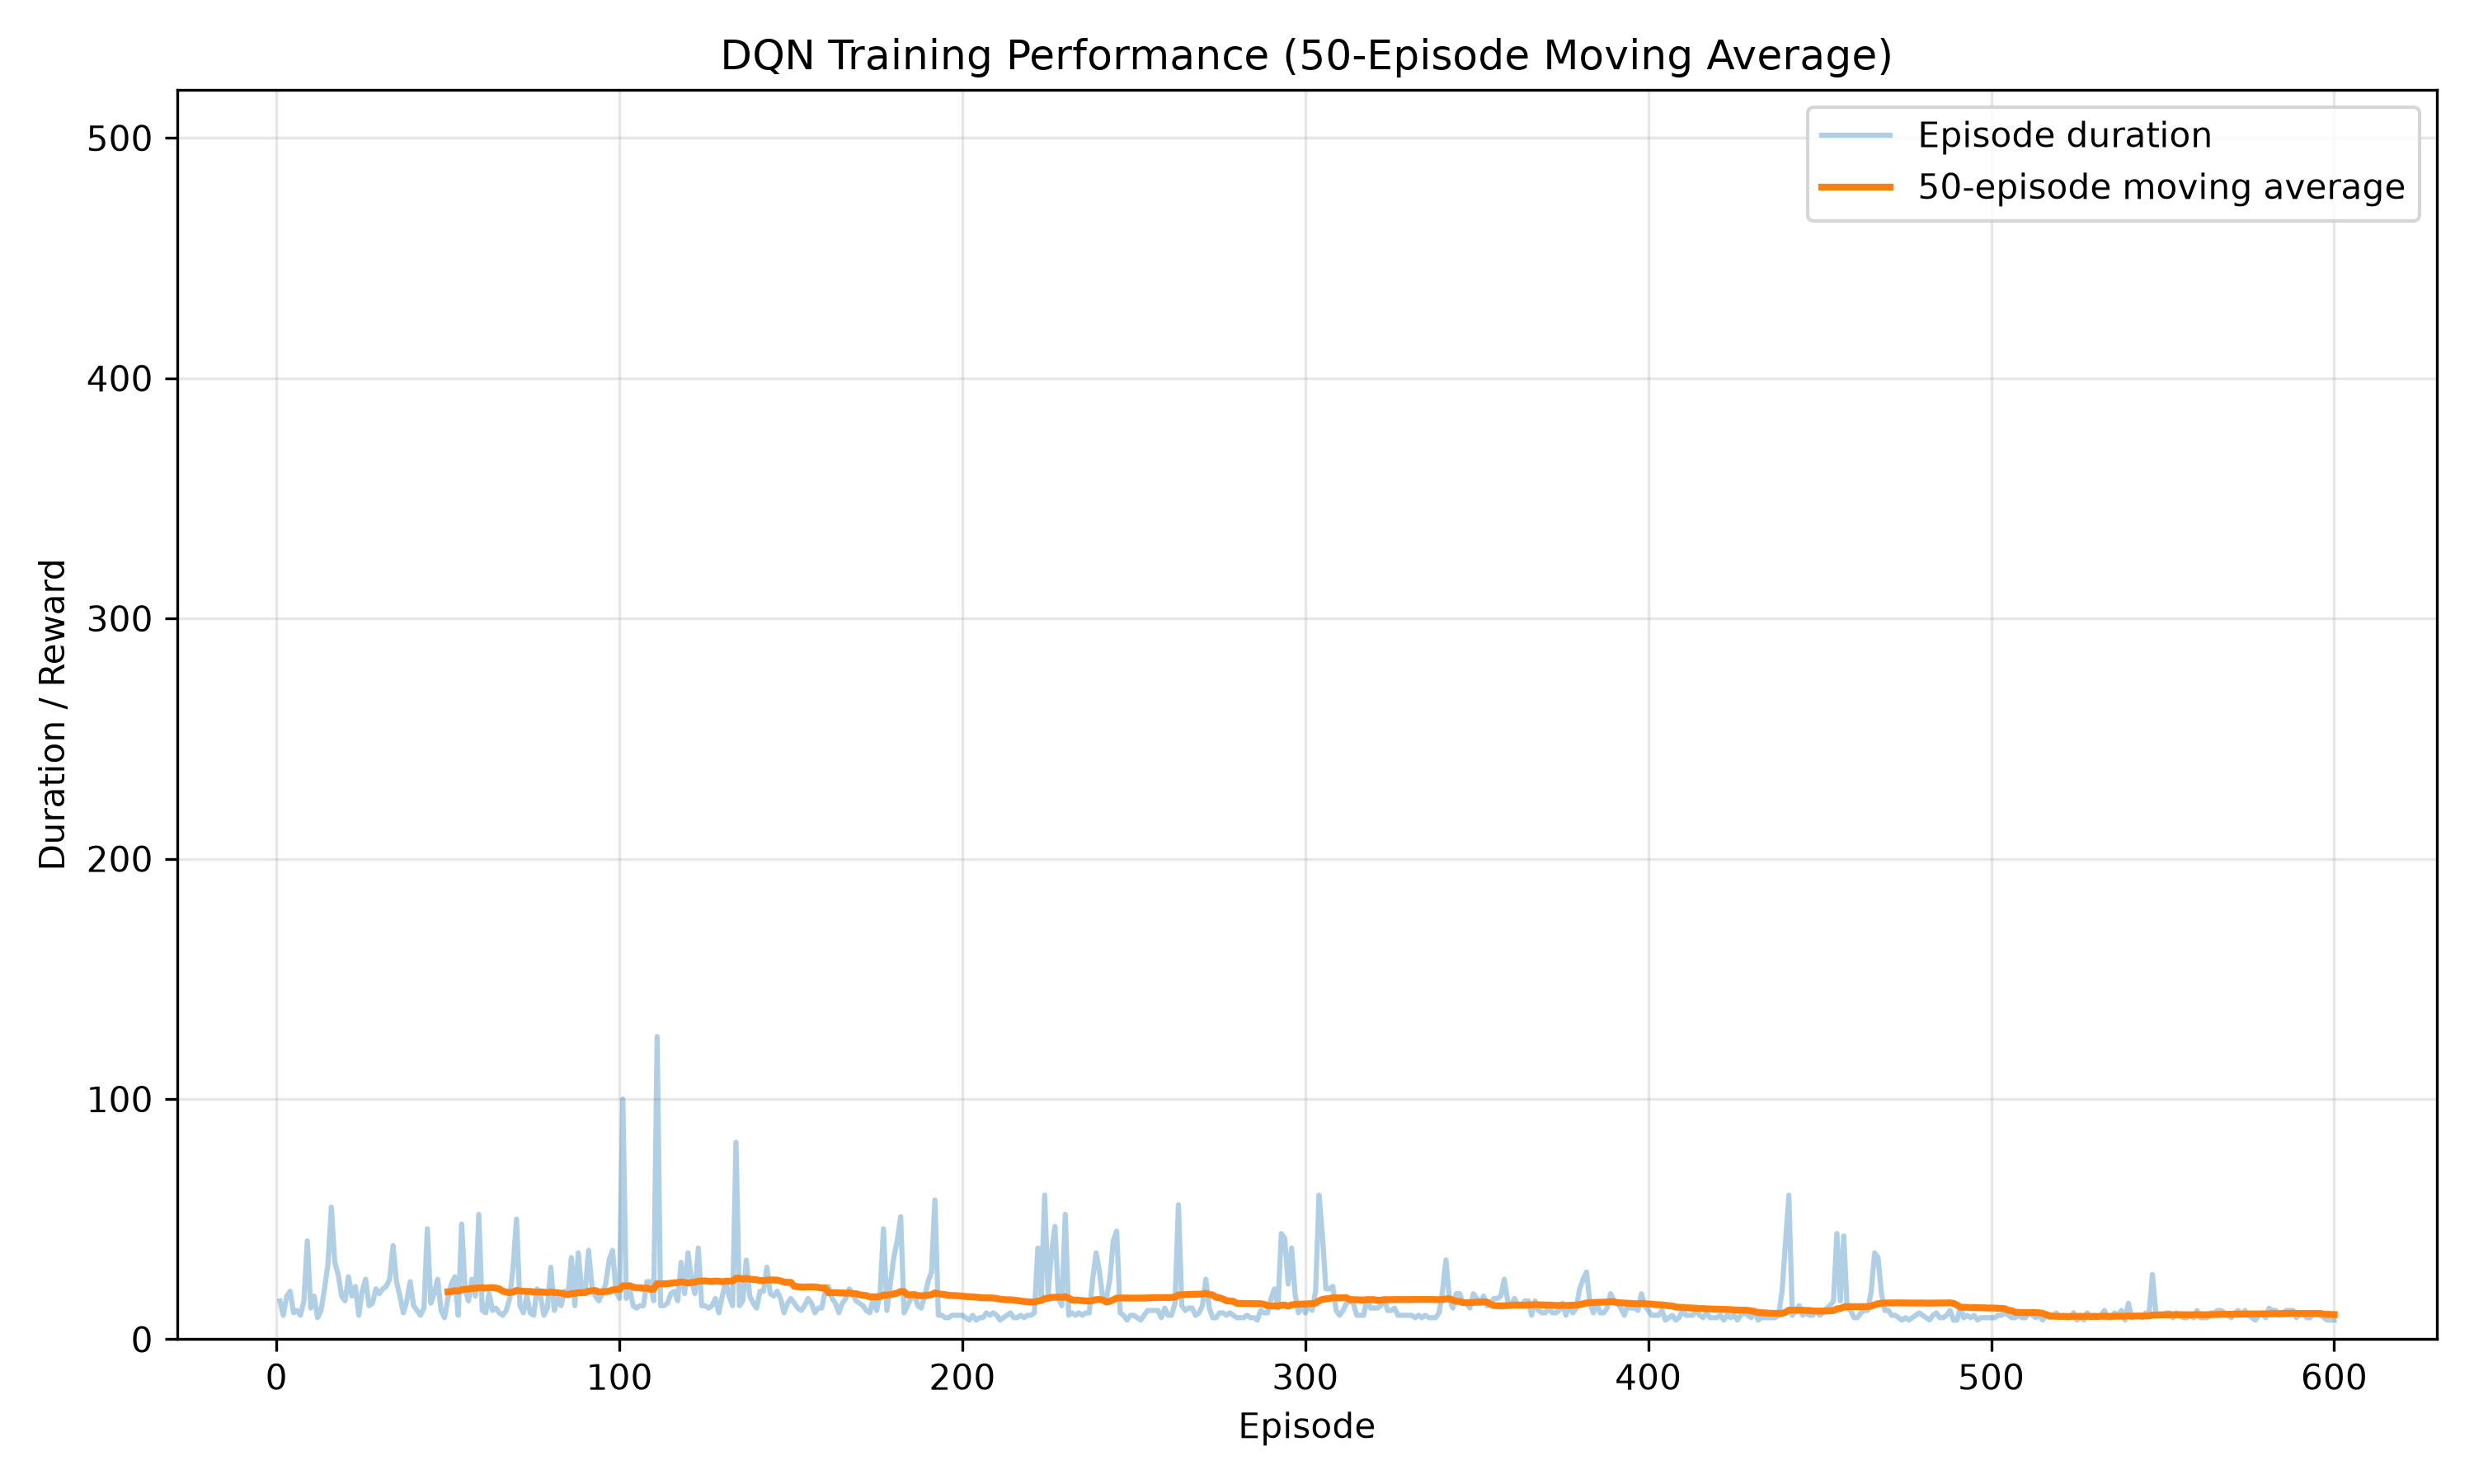 DQN Training Performance (50-Episode Moving Average)
Episode duration
50-episode moving average
Duration / Reward
500
400
300
200
100
0
0 100 200 300 400 500 600
Episode